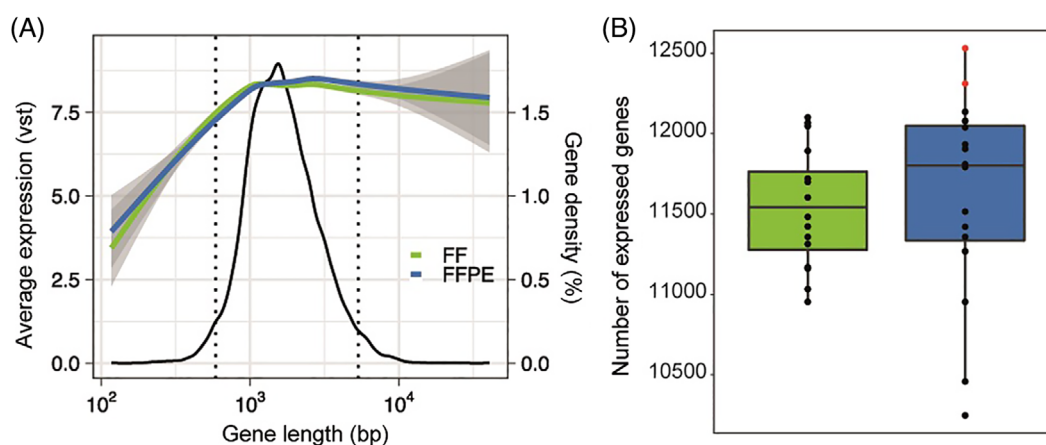 (A)
Average expression (vst)
7.5
5.0
2.5
0.0
10²
10³
10⁴
Gene length (bp)
1.5
1.0
0.5
0.0
Gene density (%)
FF
FFPE
(B)
Number of expressed genes
12500
12000
11500
11000
10500